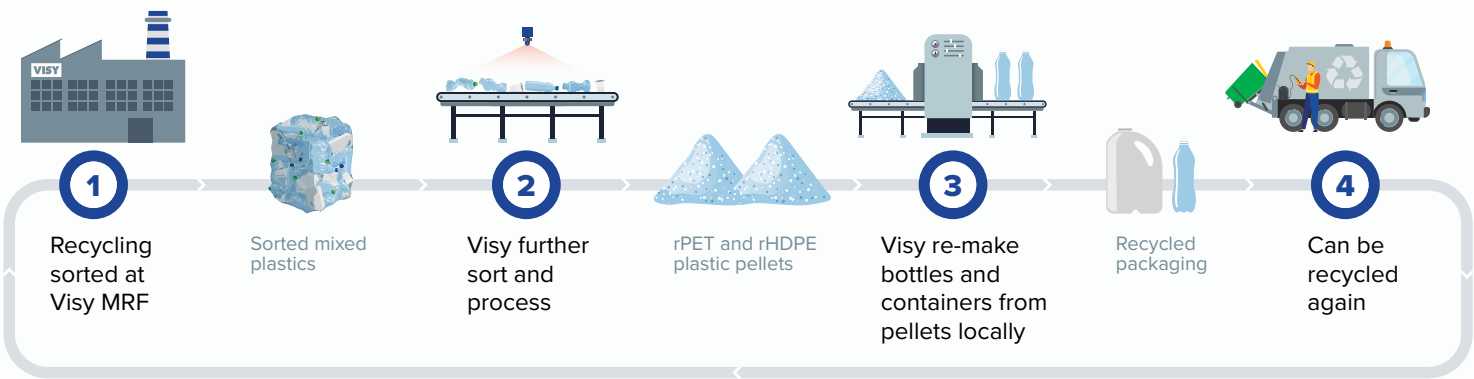 VISY
1
Recycling
sorted at
Visy MRF
Sorted mixed
plastics
2
Visy further
sort and
process
rPET and rHDPE
plastic pellets
3
Visy re-make
bottles and
containers from
pellets locally
Recycled
packaging
4
Can be
recycled
again